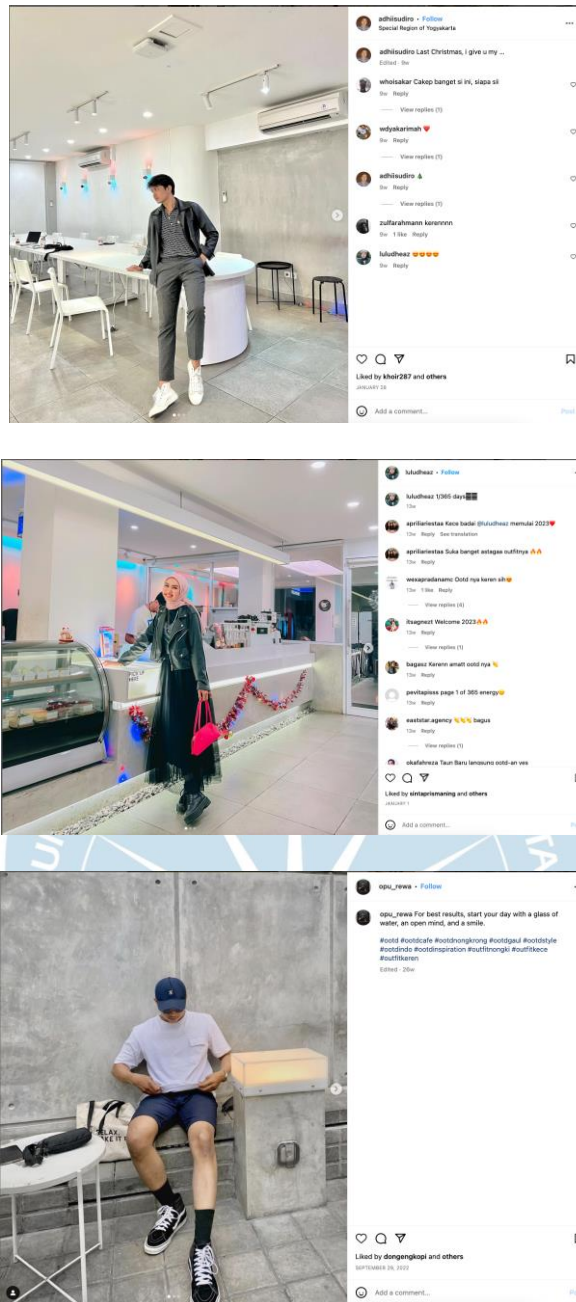 adhiisudiro • Follow
Special Region of Yogyakarta
adhiisudiro Last Christmas, i give u my ...
Edited · 9w
whoisakar Cakep banget si ini, siapa sii
9w Reply
View replies (1)
wdyakarimah ❤️
9w Reply
View replies (1)
adhiisudiro 🎄
9w Reply
View replies (1)
zulfarahmann kerennnn
9w 1 like Reply
luludheaz 😍😍😍😍
9w Reply
Liked by khoir287 and others
JANUARY 28
Add a comment...
Post
luludheaz • Follow
luludheaz 1/365 days
13w
apriliariestaa Kece badai @luludheaz memulai 2023❤️
13w Reply See translation
apriliariestaa Suka banget astagaa outfitnya 🔥🔥
13w Reply
wesapradanamc Ootd nya keren sih
13w 1 like Reply
View replies (4)
itsagnezt Welcome 2023🔥🔥
13w Reply
View replies (1)
bagasz Kerenn amatt ootd nya
13w Reply
pevitapisss page 1 of 365 energy
13w Reply
eaststar.agency 👏👏👏 bagus
13w Reply
View replies (1)
okafahreza Taun Baru langsung ootd-an yes
Liked by sintaprismaning and others
JANUARY 1
Add a comment...
PICK UP
opu_rewa • Follow
opu_rewa For best results, start your day with a glass of
water, an open mind, and a smile.
#ootd #ootdcafe #ootdnongkrong #ootdgaul #ootdstyle
#ootdindo #ootdinspiration #outfitnongki #outfitkece
#outfitkeren
Edited · 26w
Liked by dongengkopi and others
SEPTEMBER 29, 2022
Add a comment...